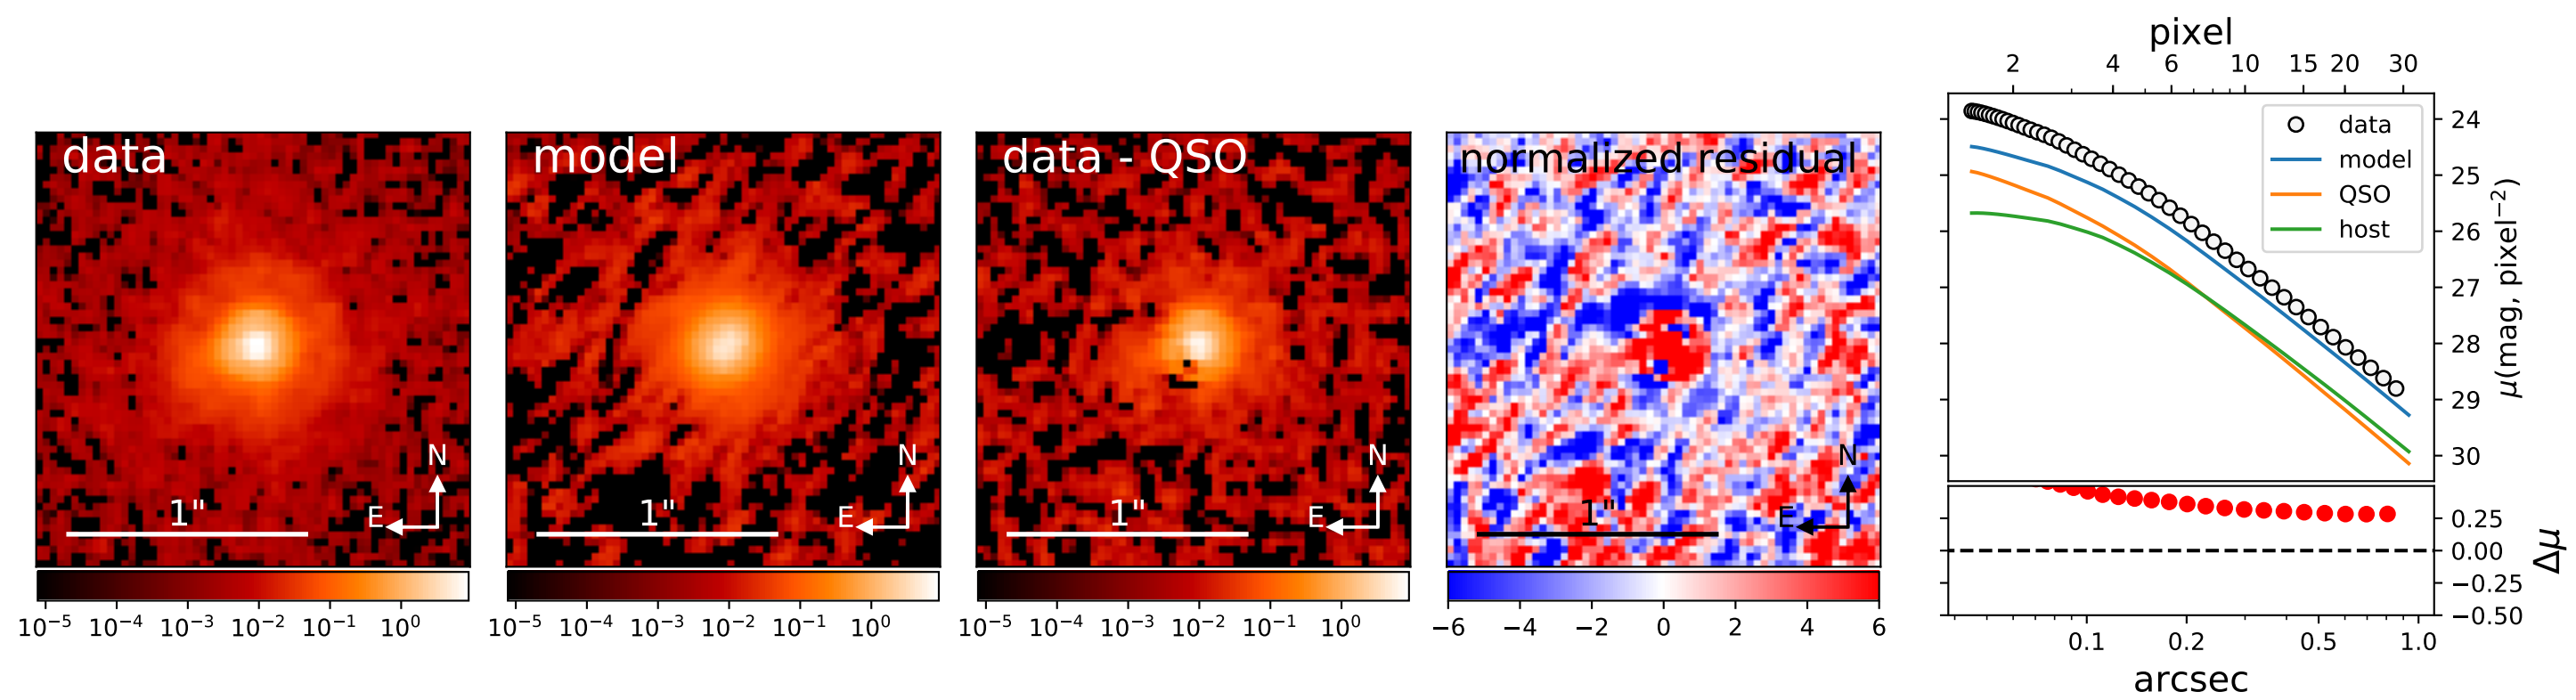 data
N
E
1"
10⁻⁵ 10⁻⁴ 10⁻³ 10⁻² 10⁻¹ 10⁰
model
N
E
1"
10⁻⁵ 10⁻⁴ 10⁻³ 10⁻² 10⁻¹ 10⁰
data - QSO
N
E
1"
10⁻⁵ 10⁻⁴ 10⁻³ 10⁻² 10⁻¹ 10⁰
normalized residual
N
E
1"
−6 −4 −2 0 2 4 6
pixel
2 4 6 10 15 20 30
data
model
QSO
host
24
25
26
27
28
29
30
μ(mag, pixel⁻²)
0.25
0.00
−0.25
−0.50
Δμ
0.1 0.2 0.5 1.0
arcsec